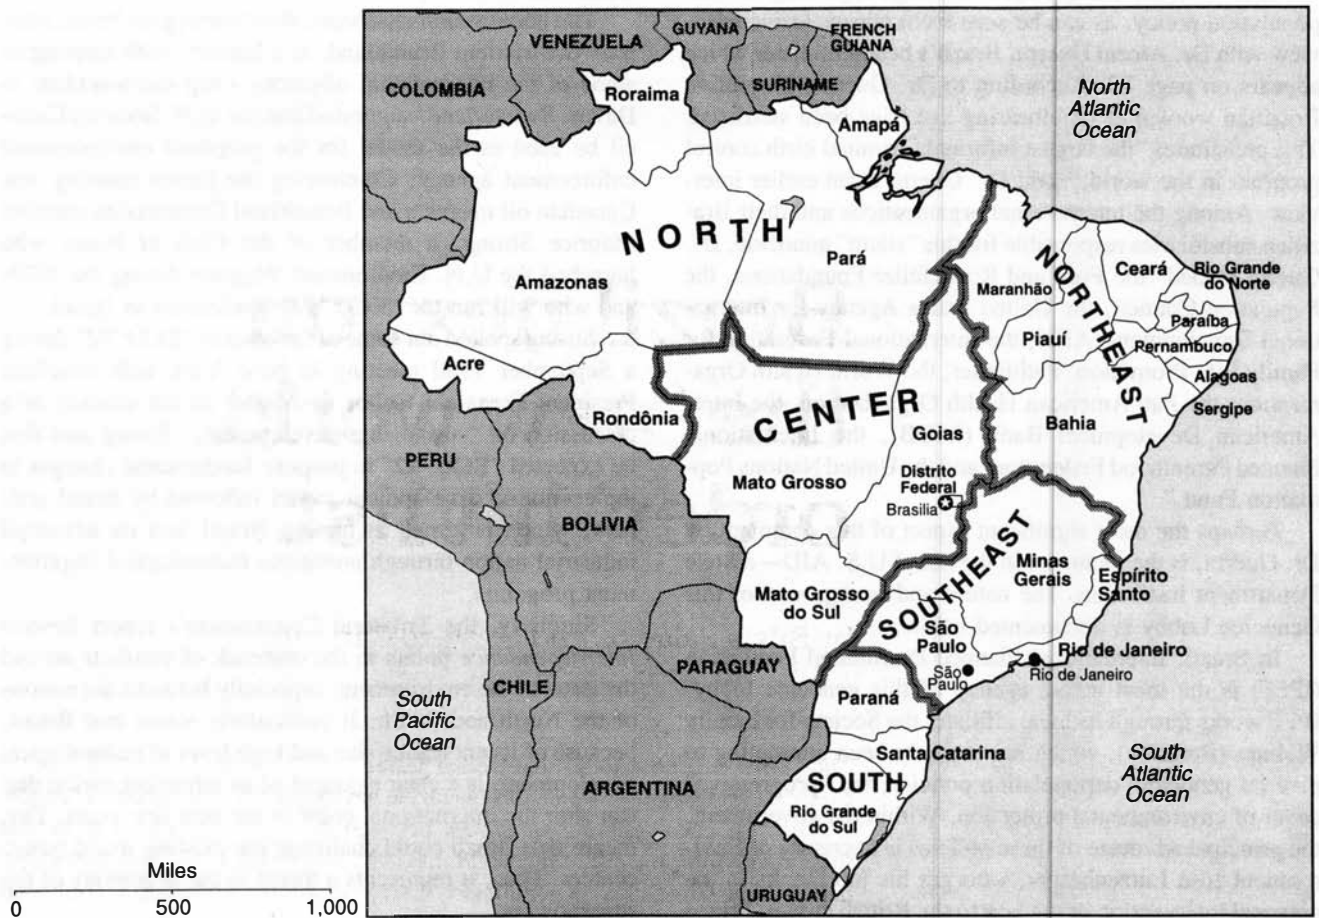 VENEZUELA
GUYANA
FRENCH
GUIANA
SURINAME
COLOMBIA
Roraima
Amapá
North
Atlantic
Ocean
NORTH
Pará
Amazonas
Maranhão
Ceará
Rio Grande
do Norte
NORTHEAST
Paraíba
Piauí
Pernambuco
Acre
Alagoas
Sergipe
Rondônia
CENTER
Goias
Bahia
PERU
Mato Grosso
Distrito
Federal
Brasilia
BOLIVIA
SOUTHEAST
Minas
Gerais
Espírito
Santo
Mato Grosso
do Sul
São
Paulo
Rio de Janeiro
Rio de Janeiro
São
Paulo
PARAGUAY
CHILE
Paraná
South
Pacific
Ocean
Santa Catarina
SOUTH
South
Atlantic
Ocean
ARGENTINA
Rio Grande
do Sul
URUGUAY
Miles
0 500 1,000